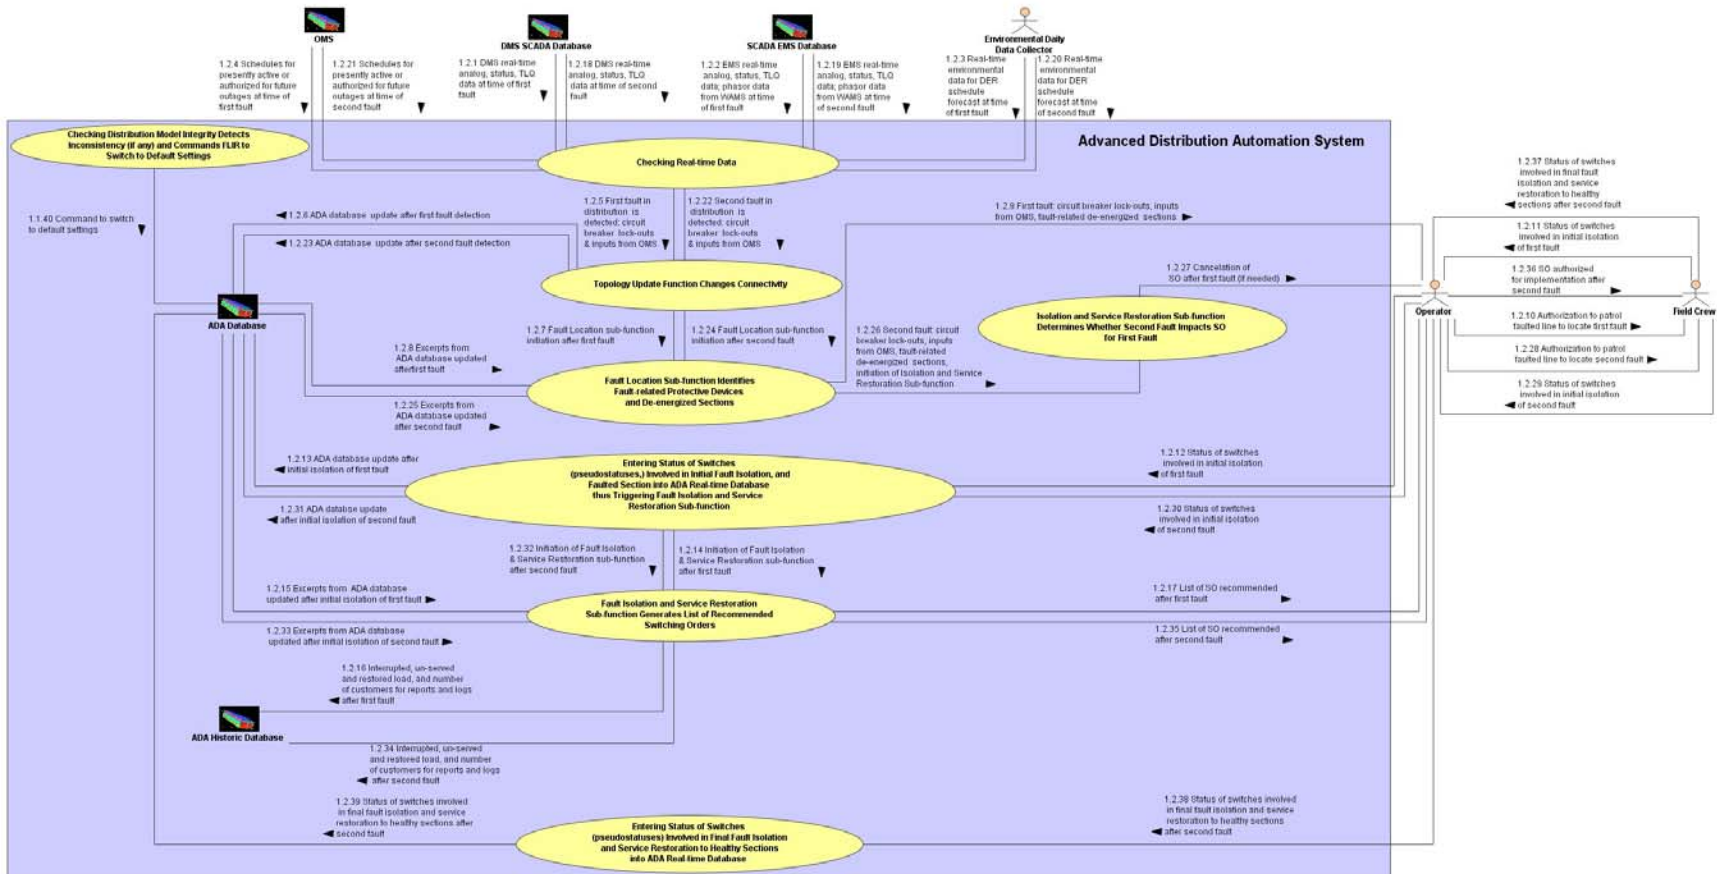 OMS
DMS SCADA Database
SCADA EMS Database
Environmental Daily
Data Collector
1.2.4 Schedules for
presently active or
authorized for future
outages at time of
first fault
1.2.21 Schedules for
presently active or
authorized for future
outages at time of
second fault
1.2.1 DMS real-time
analog, status, TLQ
data at time of first
fault
1.2.18 DMS real-time
analog, status, TLQ
data at time of second
fault
1.2.2 EMS real-time
analog, status, TLQ
data; phasor data
from WAMS at time
of first fault
1.2.19 EMS real-time
analog, status, TLQ
data; phasor data
from WAMS at time
of second fault
1.2.3 Real-time
environmental
data for DER
schedule
forecast at time
of first fault
1.2.20 Real-time
environmental
data for DER
schedule
forecast at time
of second fault
Advanced Distribution Automation System
Checking Distribution Model Integrity Detects
Inconsistency (if any) and Commands FLIR to
Switch to Default Settings
Checking Real-time Data
1.1.40 Command to switch
to default settings
1.2.6 ADA database update after first fault detection
1.2.23 ADA database update after second fault detection
1.2.5 First fault in
distribution is
detected: circuit
breaker lock-outs
& inputs from OMS
1.2.22 Second fault in
distribution is
detected: circuit
breaker lock-outs
& inputs from OMS
1.2.9 First fault: circuit breaker lock-outs, inputs
from OMS, fault-related de-energized sections
1.2.37 Status of switches
involved in final fault
isolation and service
restoration to healthy
sections after second fault
1.2.11 Status of switches
involved in initial isolation
of first fault
1.2.36 SO authorized
for implementation after
second fault
1.2.10 Authorization to patrol
faulted line to locate first fault
1.2.28 Authorization to patrol
faulted line to locate second fault
1.2.29 Status of switches
involved in initial isolation
of second fault
Operator
Field Crew
Topology Update Function Changes Connectivity
1.2.27 Cancelation of
SO after first fault (if needed)
Isolation and Service Restoration Sub-function
Determines Whether Second Fault Impacts SO
for First Fault
ADA Database
1.2.7 Fault Location sub-function
initiation after first fault
1.2.24 Fault Location sub-function
initiation after second fault
1.2.26 Second fault: circuit
breaker lock-outs, inputs
from OMS, fault-related
de-energized sections,
initiation of Isolation and Service
Restoration Sub-function
1.2.8 Excerpts from
ADA database updated
afterfirst fault
Fault Location Sub-function Identifies
Fault-related Protective Devices
and De-energized Sections
1.2.25 Excerpts from
ADA database updated
after second fault
1.2.13 ADA database update after
initial isolation of first fault
Entering Status of Switches
(pseudostatuses,) Involved in Initial Fault Isolation, and
Faulted Section into ADA Real-time Database
thus Triggering Fault Isolation and Service
Restoration Sub-function
1.2.12 Status of switches
involved in initial isolation
of first fault
1.2.31 ADA databse update
after initial isolation of second fault
1.2.30 Status of switches
involved in initial isolation
of second fault
1.2.32 Initiation of Fault Isolation
& Service Restoration sub-function
after second fault
1.2.14 Initiation of Fault Isolation
& Service Restoration sub-function
after first fault
1.2.15 Excerpts from ADA database
updated after initial isolation of first fault
Fault Isolation and Service Restoration
Sub-function Generates List of Recommended
Switching Orders
1.2.17 List of SO recommended
after first fault
1.2.33 Excerpts from ADA database
updated after initial isolation of second fault
1.2.35 List of SO recommended
after second fault
1.2.16 Interrupted, un-served
and restored load, and number
of customers for reports and logs
after first fault
ADA Historic Database
1.2.34 Interrupted, un-served
and restored load, and number
of customers for reports and logs
after second fault
1.2.39 Status of switches involved
in final fault isolation and service
restoration to healthy sections after
second fault
Entering Status of Switches
(pseudostatuses) Involved in Final Fault Isolation
and Service Restoration to Healthy Sections
into ADA Real-time Database
1.2.38 Status of switches involved
in final fault isolation and service
restoration to healthy sections
after second fault